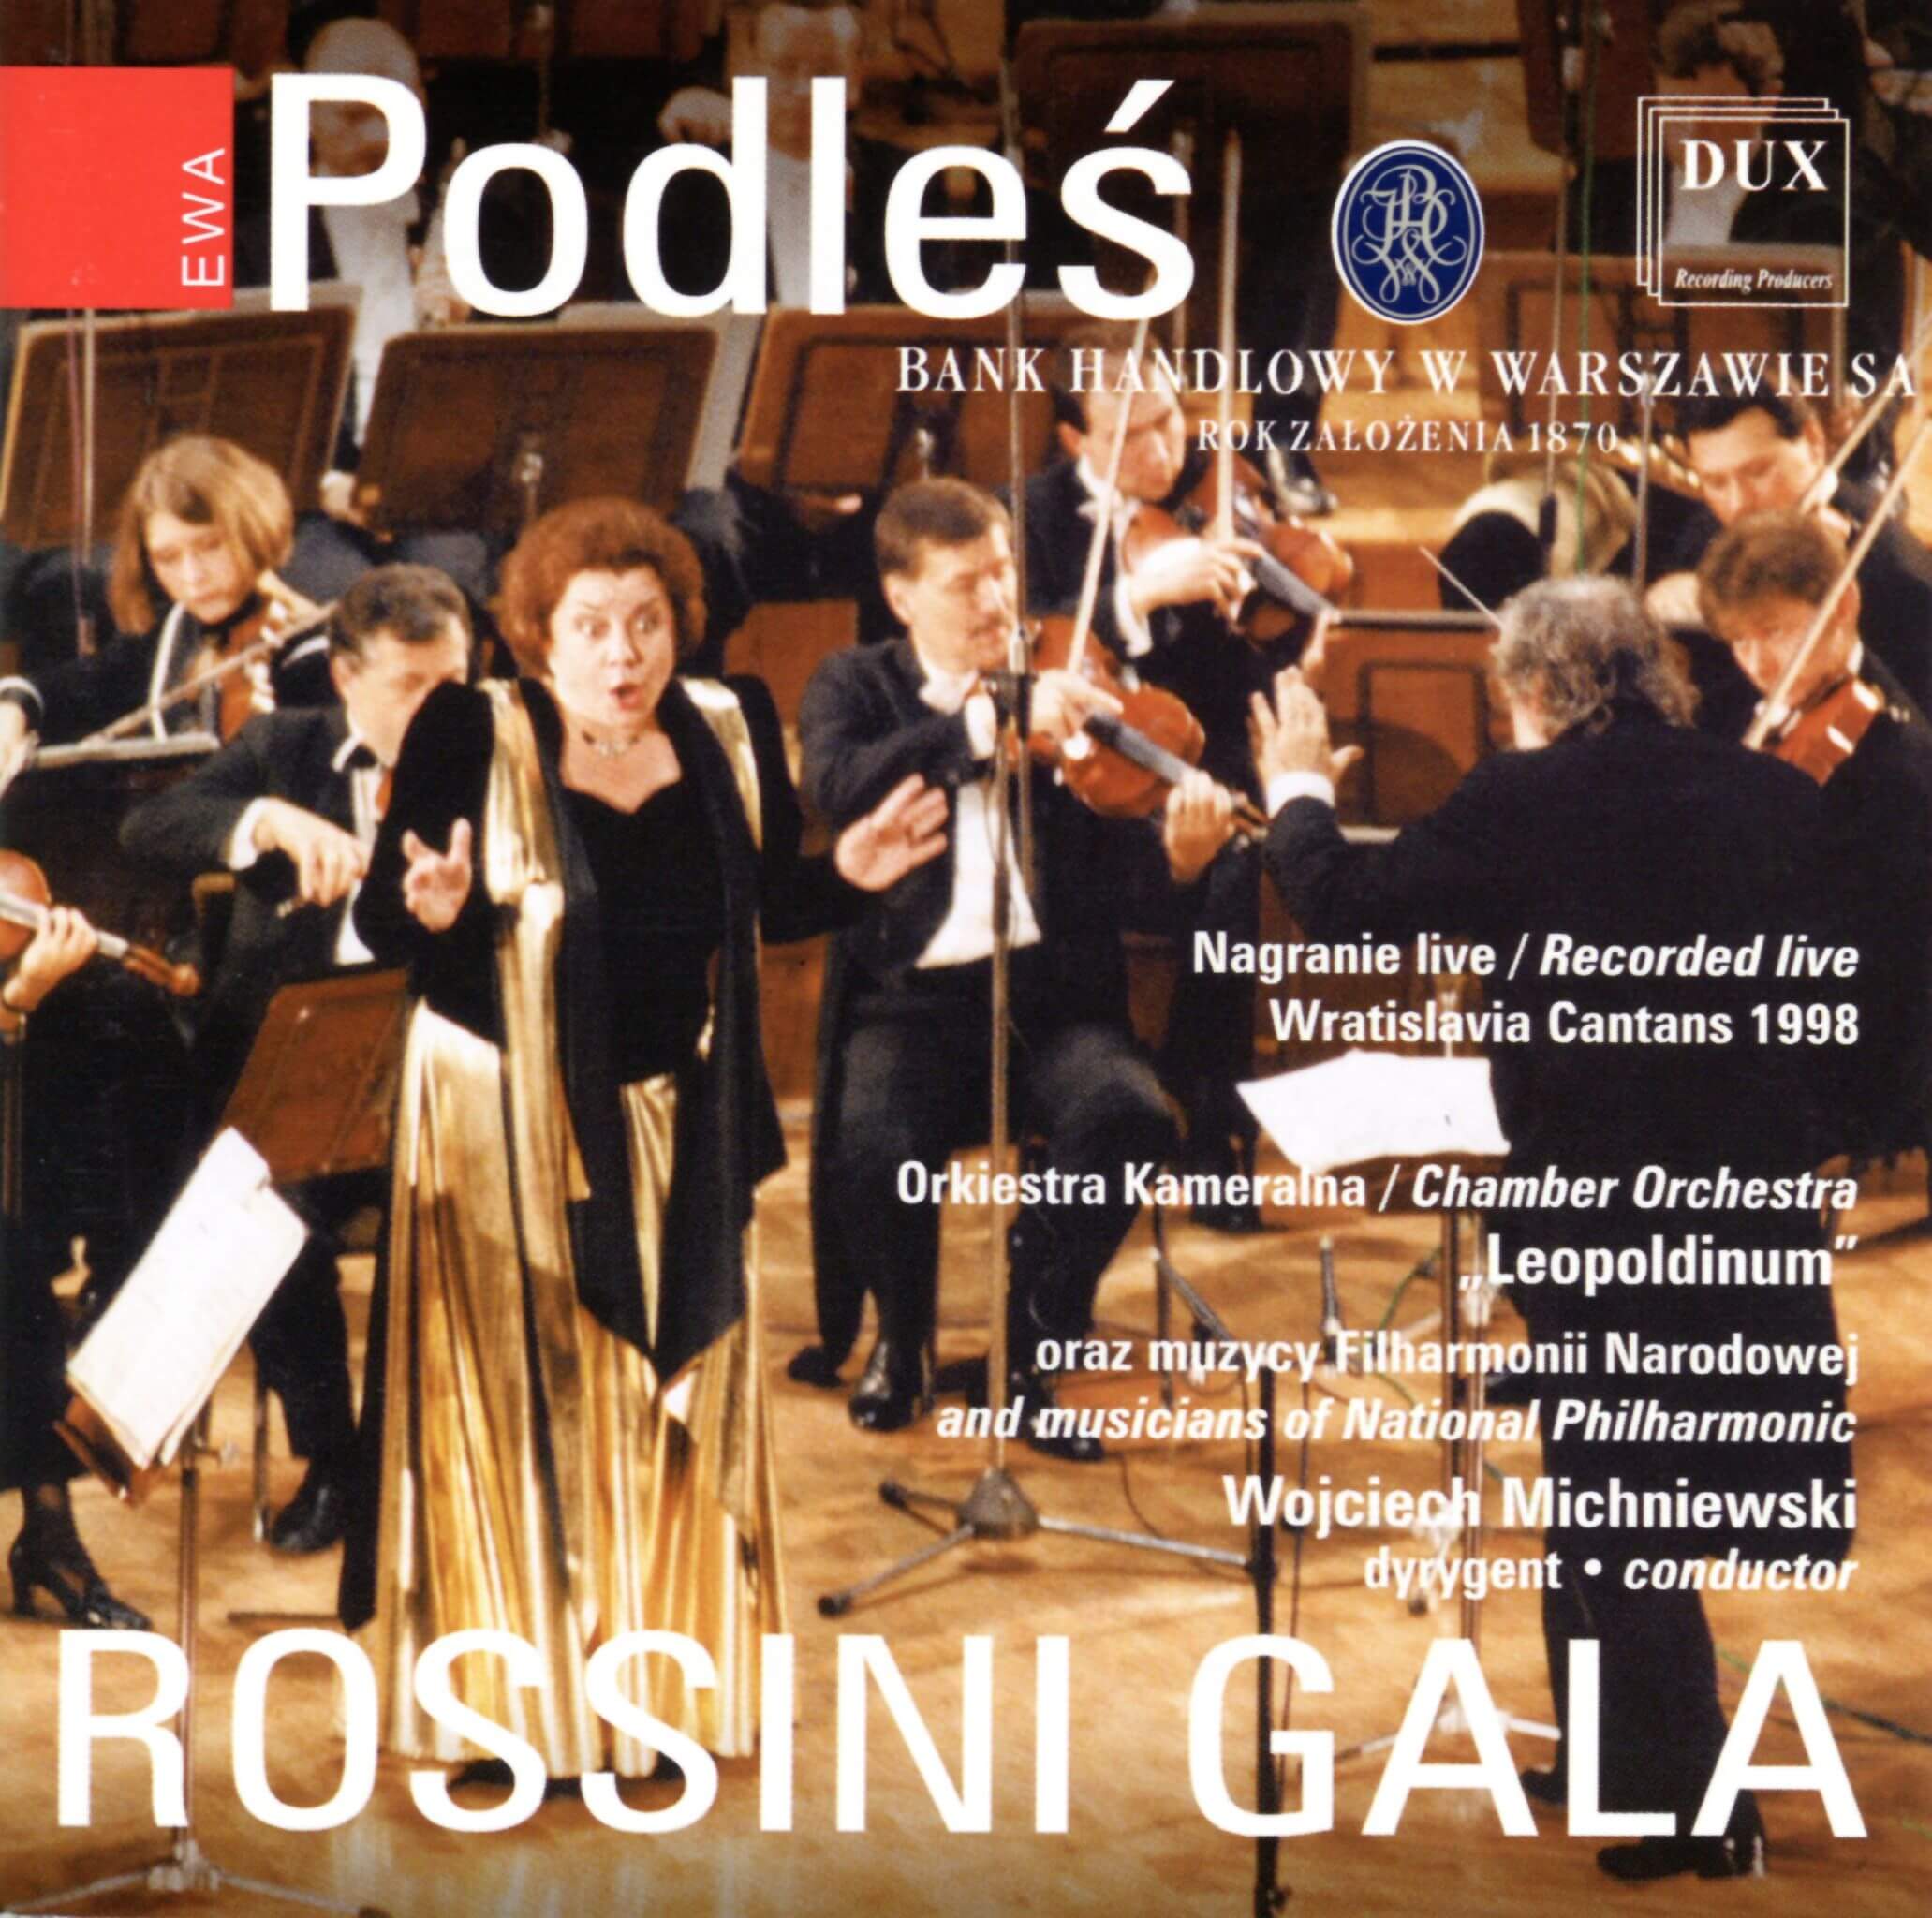 EWA
Podleś
DUX
Recording Producers
BANK HANDLOWY W WARSZAWIE SA
ROK ZAŁOŻENIA 1870
Nagranie live / Recorded live
Wratislavia Cantans 1998
Orkiestra Kameralna / Chamber Orchestra
„Leopoldinum”
oraz muzycy Filharmonii Narodowej
and musicians of National Philharmonic
Wojciech Michniewski
dyrygent • conductor
ROSSINI GALA